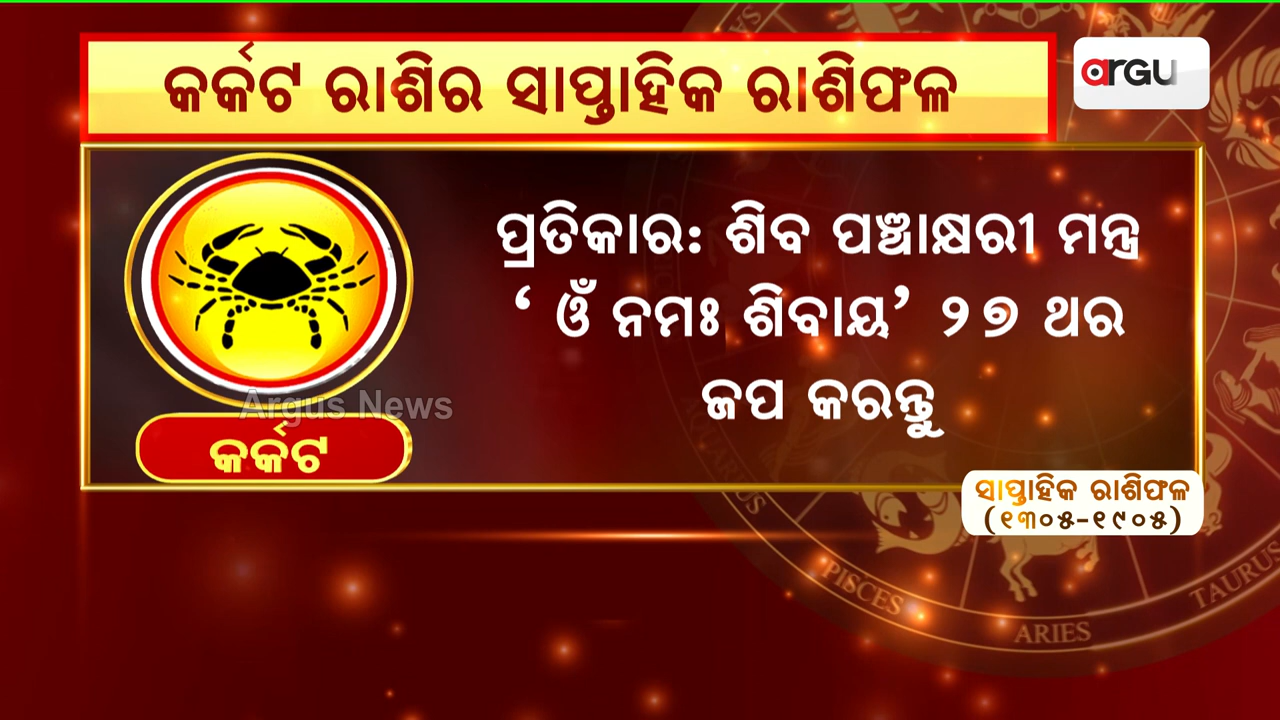 କର୍କଟ ରାଶିର ସାପ୍ତାହିକ ରାଶିଫଳ
argu
ପ୍ରତିକାର: ଶିବ ପଞ୍ଚାକ୍ଷରୀ ମନ୍ତ୍ର
‘ ଓଁ ନମଃ ଶିବାୟ’ ୨୭ ଥର
ଜପ କରନ୍ତୁ
Argus News
କର୍କଟ
ସାପ୍ତାହିକ ରାଶିଫଳ
(୧୩୦୫-୧୯୦୫)
PISCES
ARIES
TAURUS